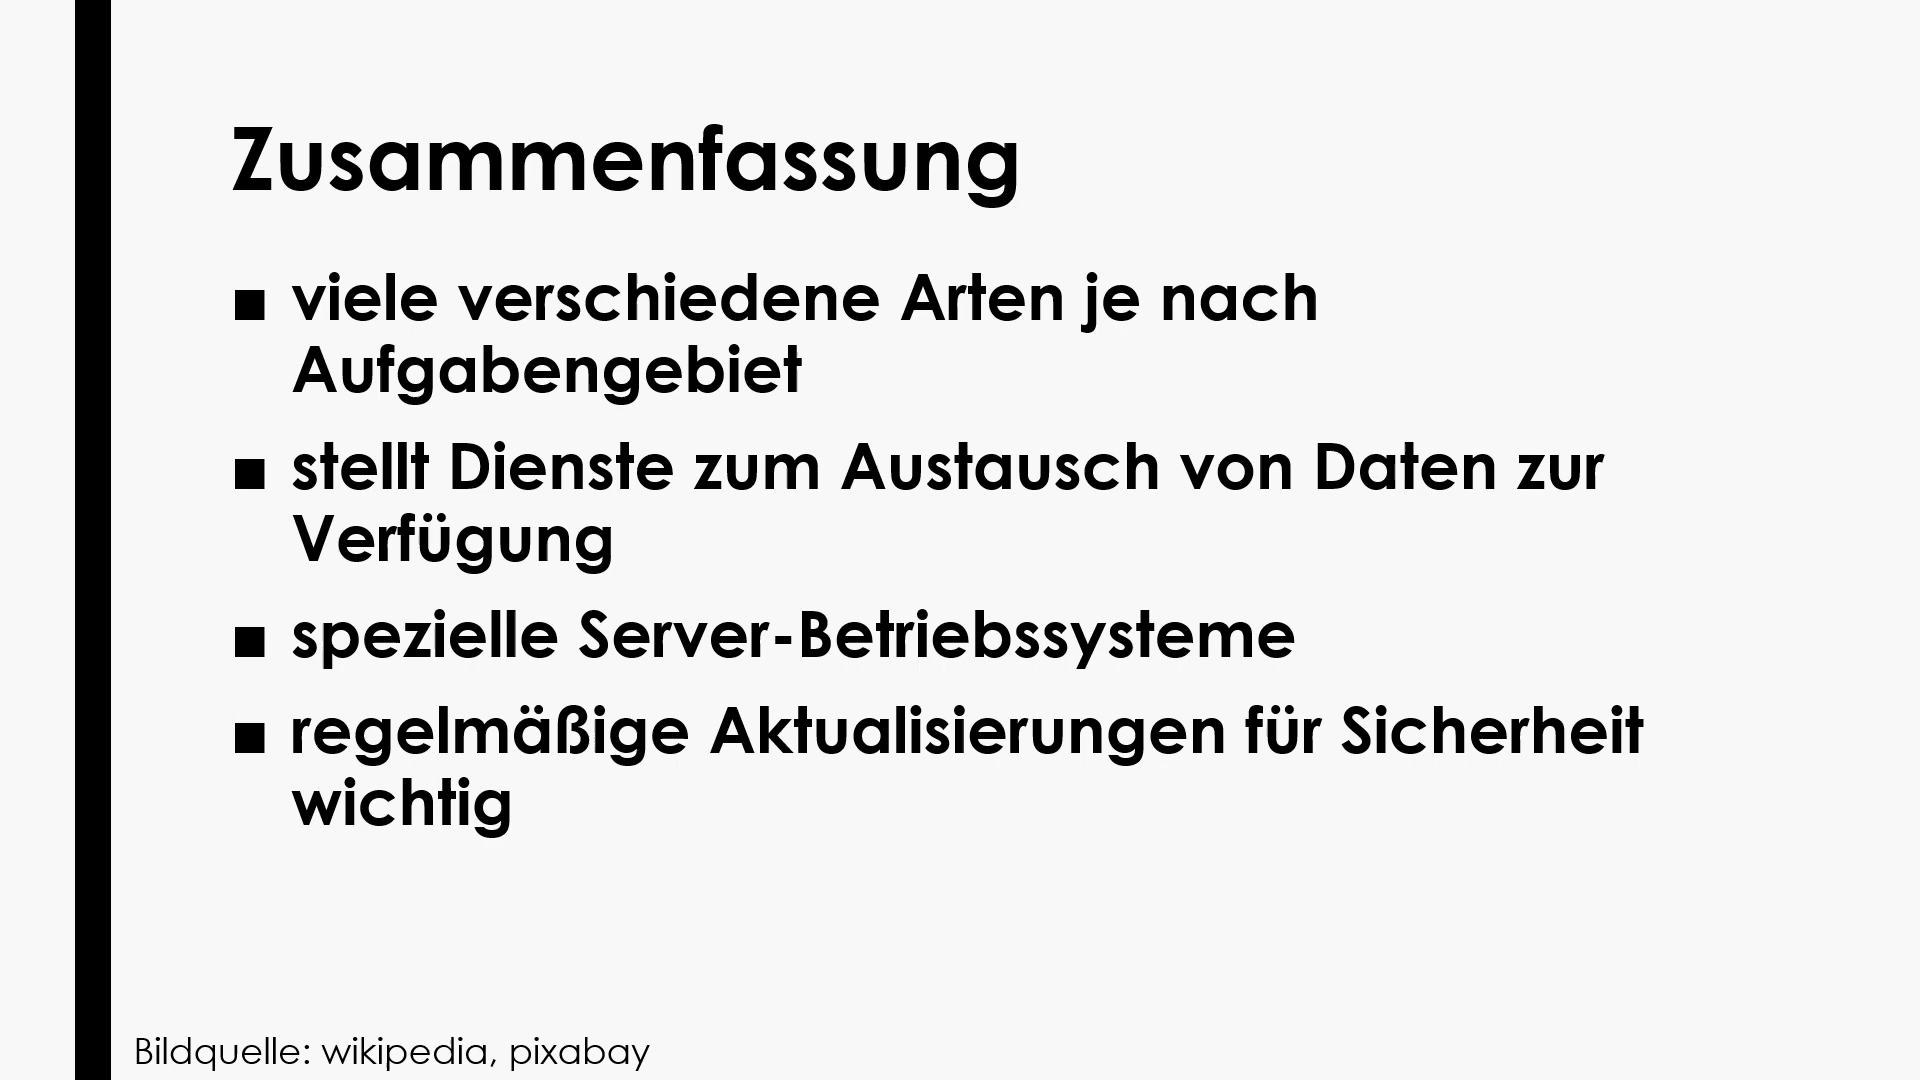 Zusammenfassung
■ viele verschiedene Arten je nach
Aufgabengebiet
■ stellt Dienste zum Austausch von Daten zur
Verfügung
■ spezielle Server-Betriebssysteme
■ regelmäßige Aktualisierungen für Sicherheit
wichtig
Bildquelle: wikipedia, pixabay